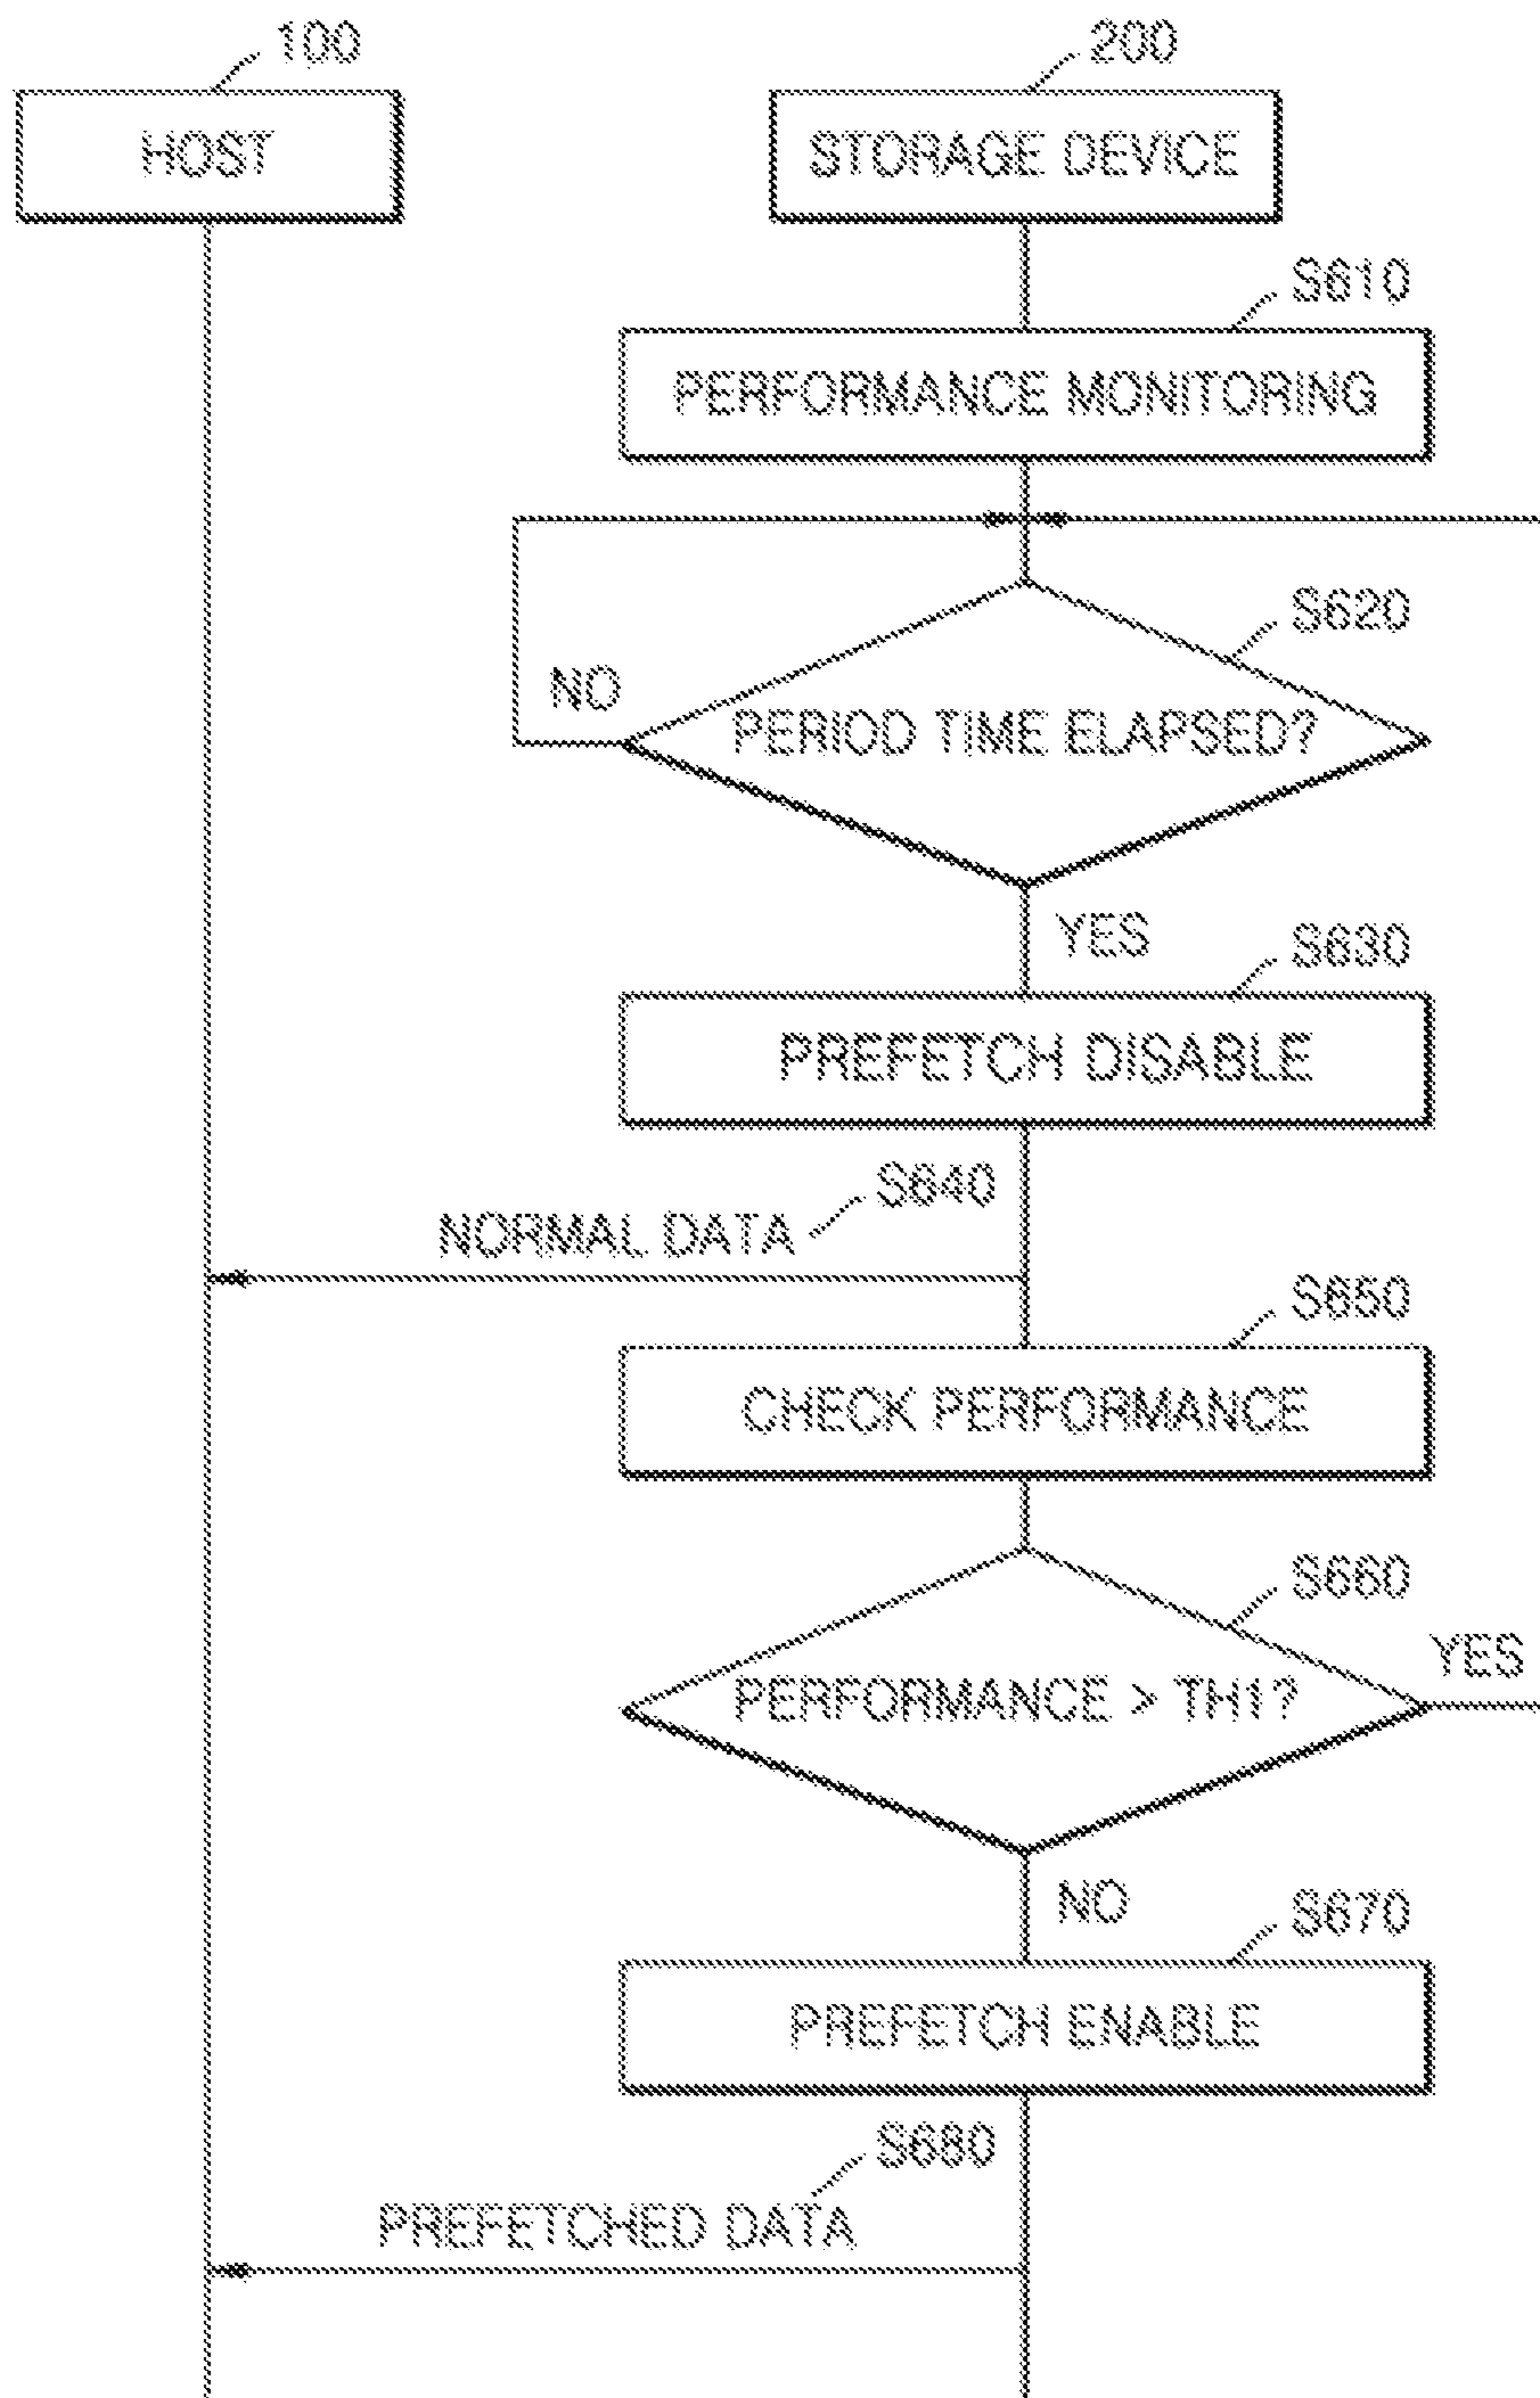 100
200
HOST
STORAGE DEVICE
S610
PERFORMANCE MONITORING
S620
NO
PERIOD TIME ELAPSED?
YES
S630
PREFETCH DISABLE
S640
NORMAL DATA
S650
CHECK PERFORMANCE
S660
YES
PERFORMANCE > TH1?
NO
S670
PREFETCH ENABLE
S680
PREFETCHED DATA